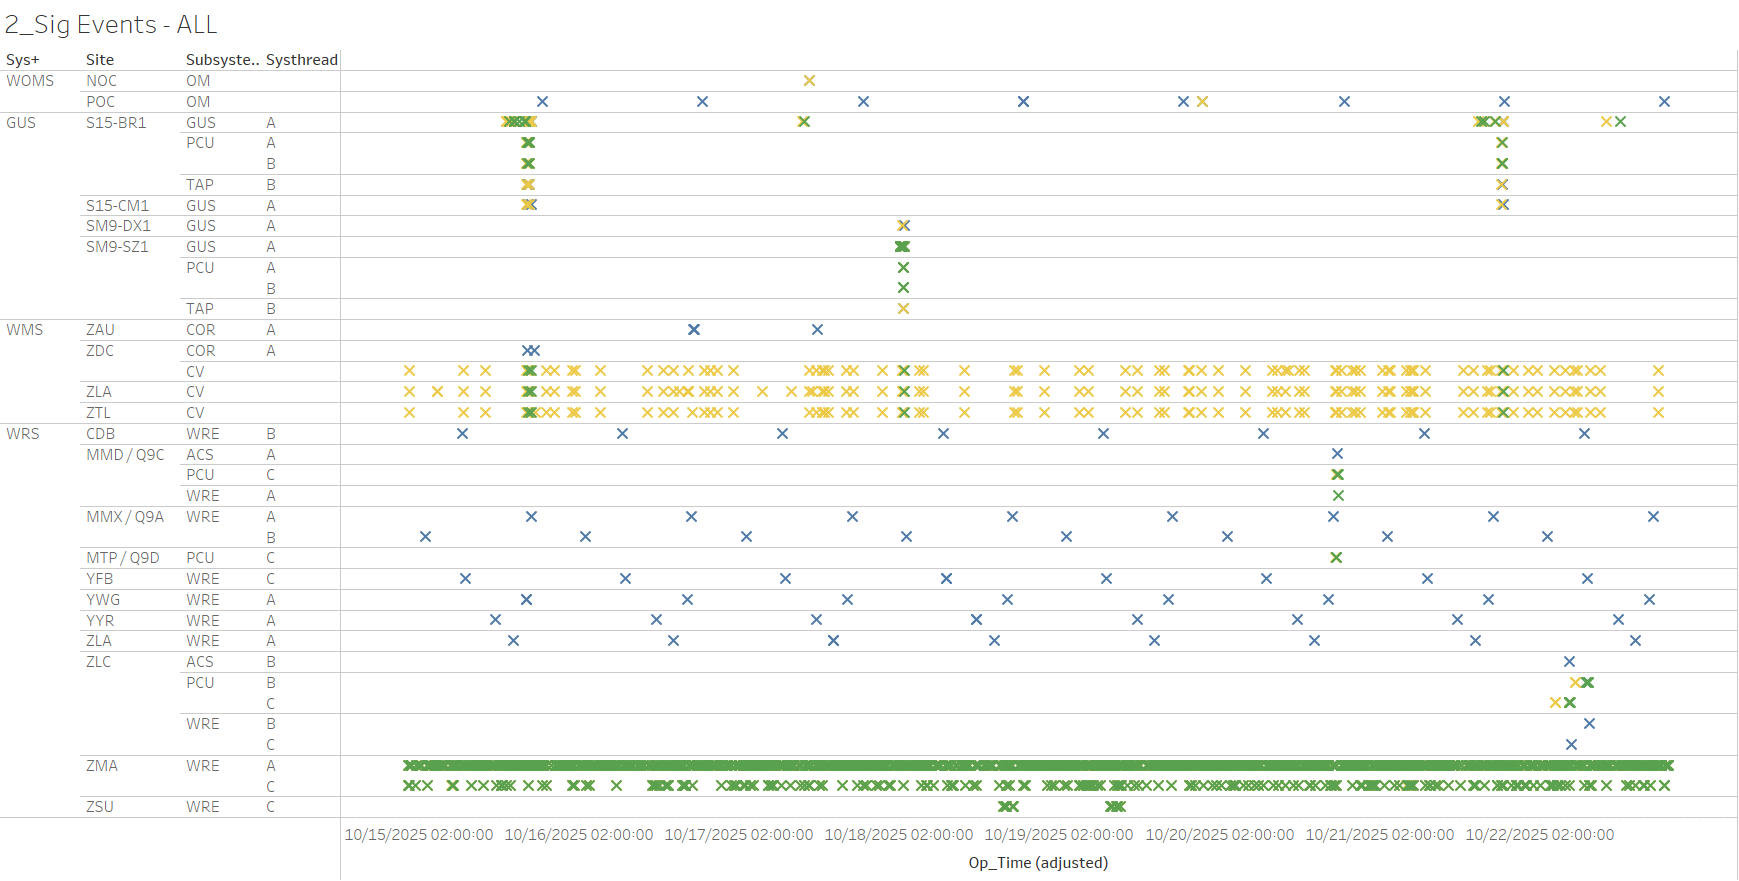 2_Sig Events - ALL
Sys+ Site Subsyste.. Systhread
WOMS NOC OM
POC OM
GUS S15-BR1 GUS A
PCU A
B
TAP B
S15-CM1 GUS A
SM9-DX1 GUS A
SM9-SZ1 GUS A
PCU A
B
TAP B
WMS ZAU COR A
ZDC COR A
CV
ZLA CV
ZTL CV
WRS CDB WRE B
MMD / Q9C ACS A
PCU C
WRE A
MMX / Q9A WRE A
B
MTP / Q9D PCU C
YFB WRE C
YWG WRE A
YYR WRE A
ZLA WRE A
ZLC ACS B
PCU B
C
WRE B
C
ZMA WRE A
C
ZSU WRE C
10/15/2025 02:00:00 10/16/2025 02:00:00 10/17/2025 02:00:00 10/18/2025 02:00:00 10/19/2025 02:00:00 10/20/2025 02:00:00 10/21/2025 02:00:00 10/22/2025 02:00:00
Op_Time (adjusted)